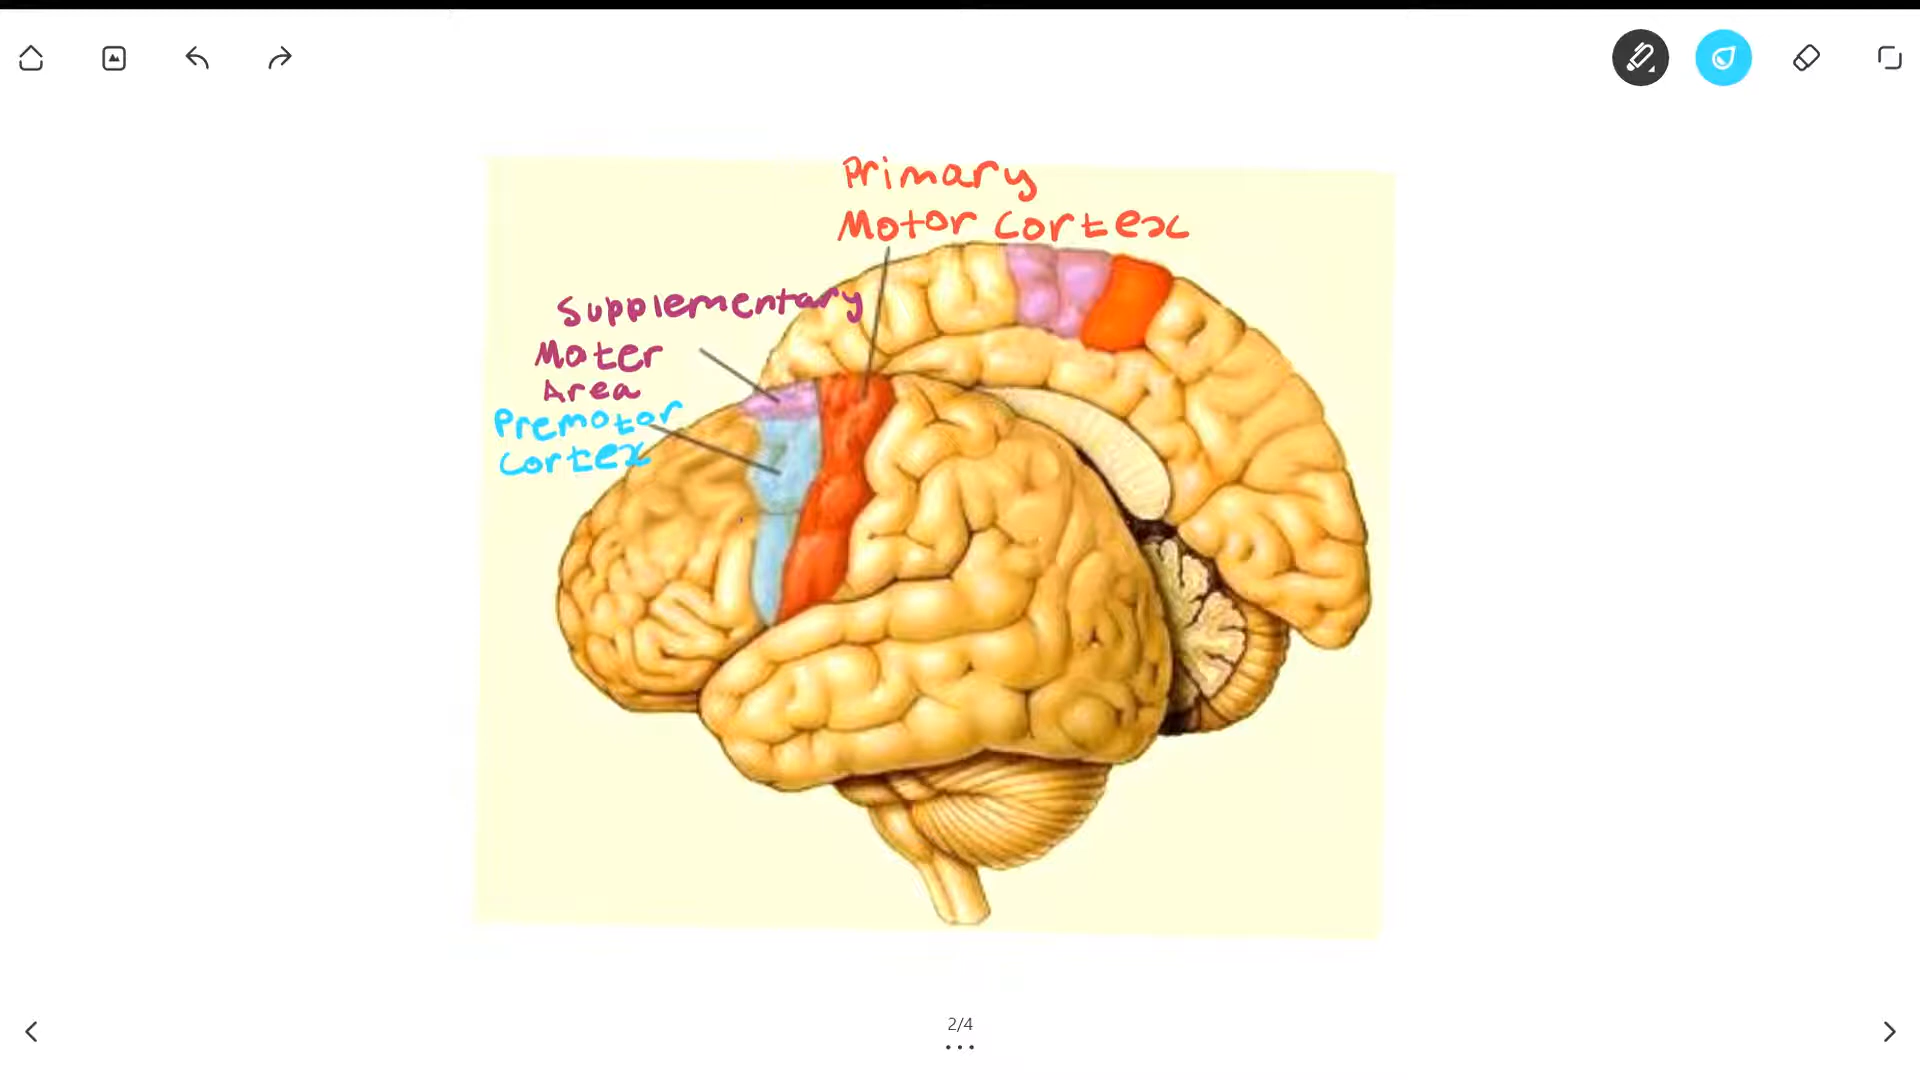 Primary
Motor Cortex
Supplementary
Moter
Area
Premotor
Cortex
2/4